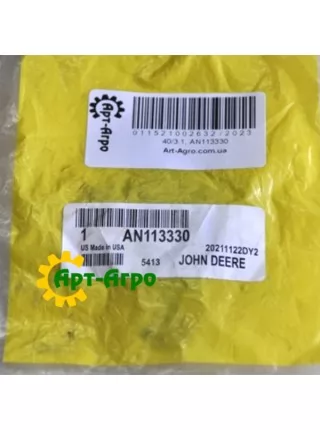 Арт-Агро
011521002632/2023
40/3.1, AN113330
Art-Agro.com.ua
1 AN113330
US Made in USA
20211122DY2
5413 JOHN DEERE
Арт-Агро